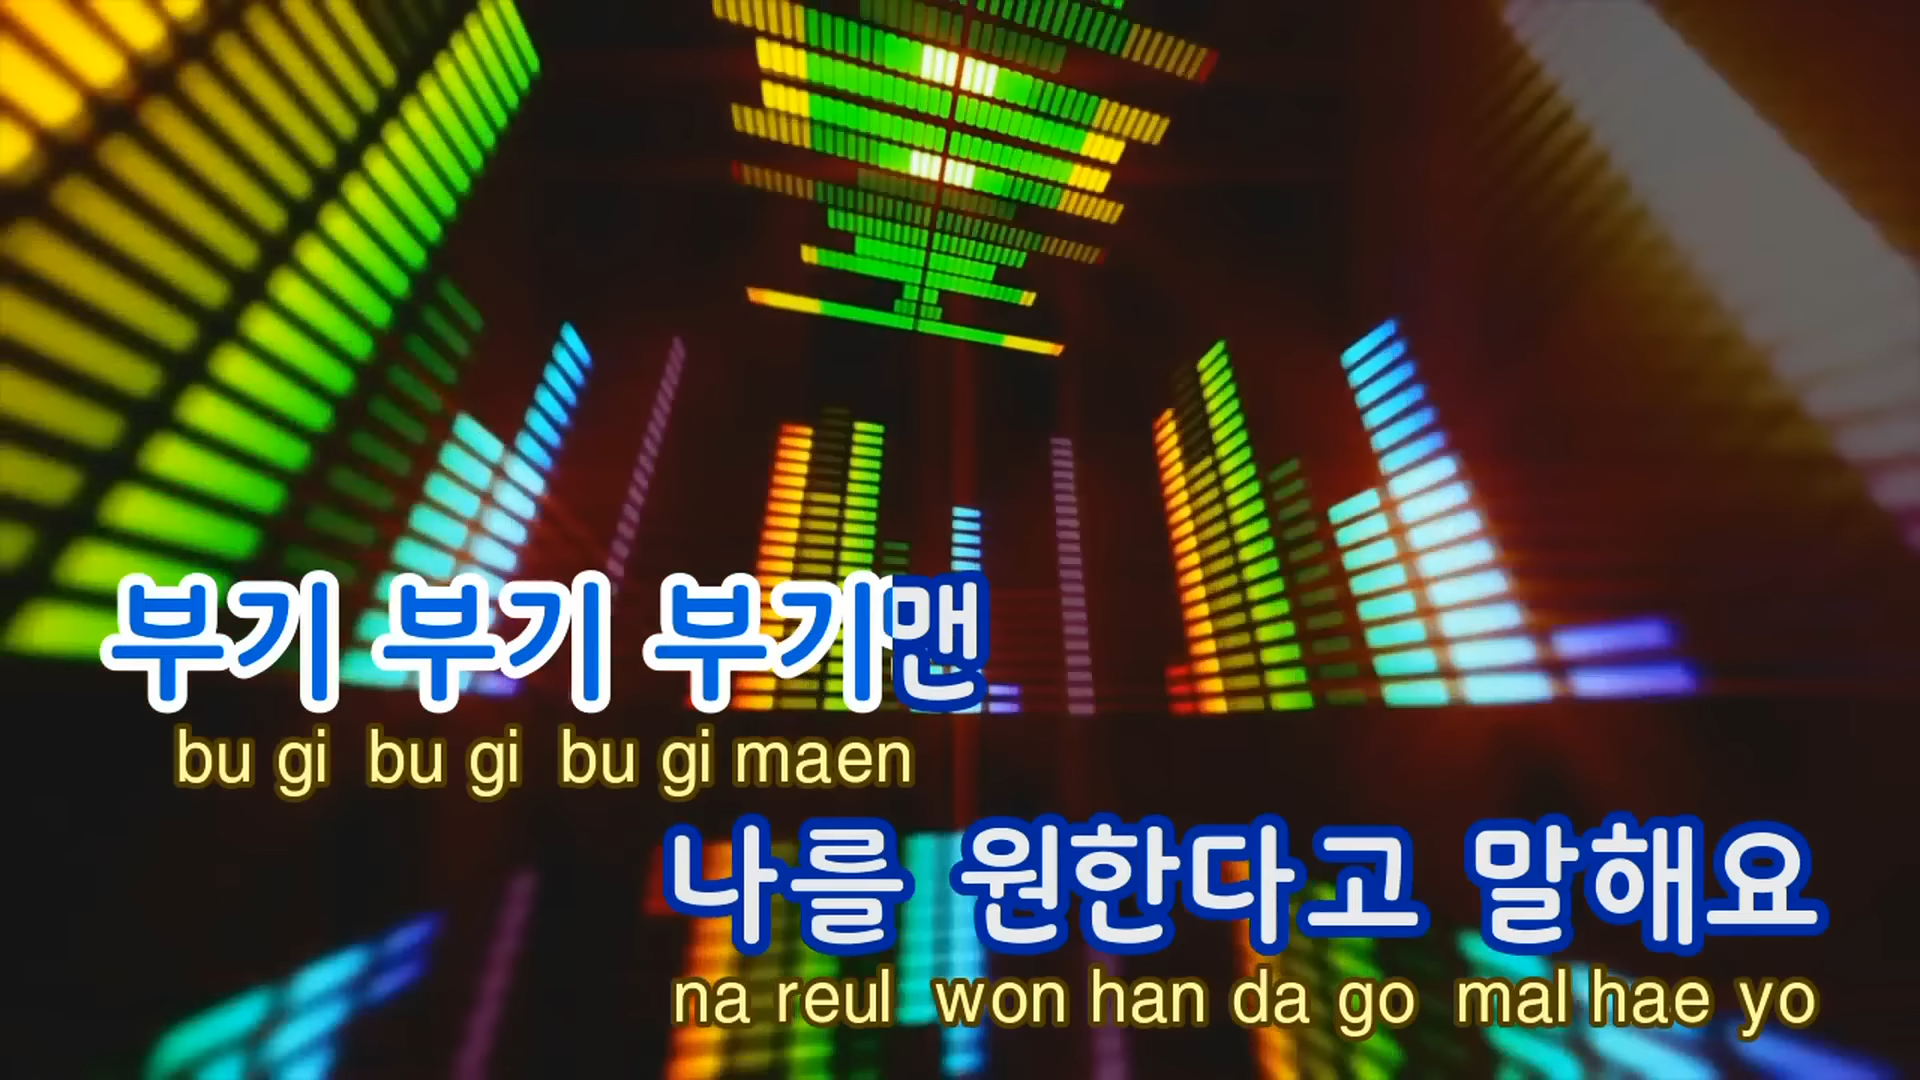 부기 부기 부기맨
bu gi bu gi bu gi maen
나를 원한다고 말해요
na reul won han da go mal hae yo